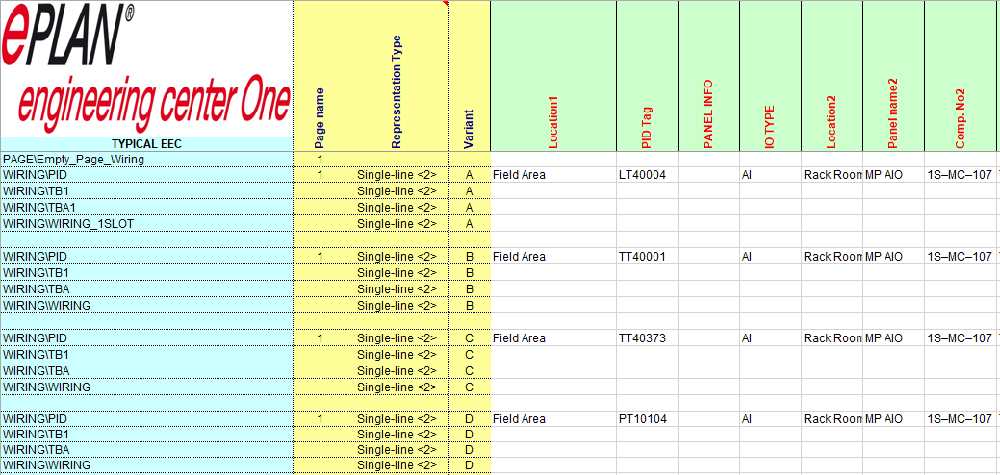 ePLAN®
engineering center One
TYPICAL EEC Page name Representation Type Variant Location1 PID Tag PANEL INFO IO TYPE Location2 Panel name2 Comp. No2
PAGE\Empty_Page_Wiring 1
WIRING\PID 1 Single-line <2> A Field Area LT40004 AI Rack Room MP AIO 1S–MC–107
WIRING\TB1 Single-line <2> A
WIRING\TBA1 Single-line <2> A
WIRING\WIRING_1SLOT Single-line <2> A
WIRING\PID 1 Single-line <2> B Field Area TT40001 AI Rack Room MP AIO 1S–MC–107
WIRING\TB1 Single-line <2> B
WIRING\TBA Single-line <2> B
WIRING\WIRING Single-line <2> B
WIRING\PID 1 Single-line <2> C Field Area TT40373 AI Rack Room MP AIO 1S–MC–107
WIRING\TB1 Single-line <2> C
WIRING\TBA Single-line <2> C
WIRING\WIRING Single-line <2> C
WIRING\PID 1 Single-line <2> D Field Area PT10104 AI Rack Room MP AIO 1S–MC–107
WIRING\TB1 Single-line <2> D
WIRING\TBA Single-line <2> D
WIRING\WIRING Single-line <2> D